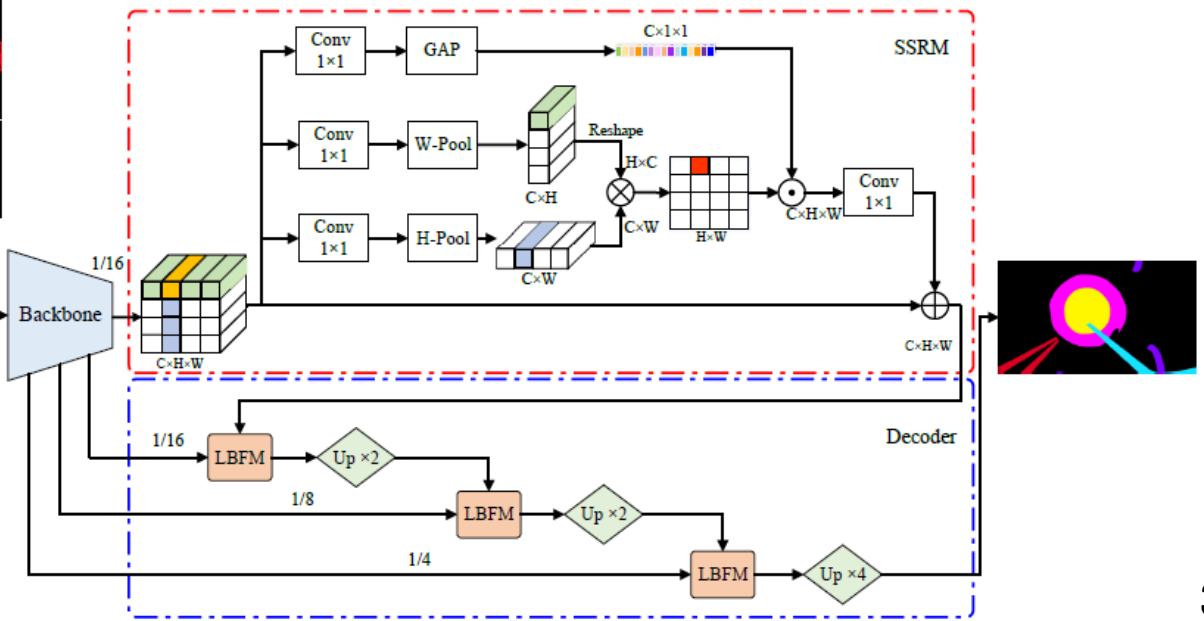 Conv
1×1
GAP
C×1×1
SSRM
Conv
1×1
W-Pool
Reshape
C×H
H×C
C×W
H×W
C×H×W
Conv
1×1
Conv
1×1
H-Pool
C×W
1/16
Backbone
C×H×W
C×H×W
Decoder
1/16
LBFM
Up ×2
1/8
LBFM
Up ×2
1/4
LBFM
Up ×4